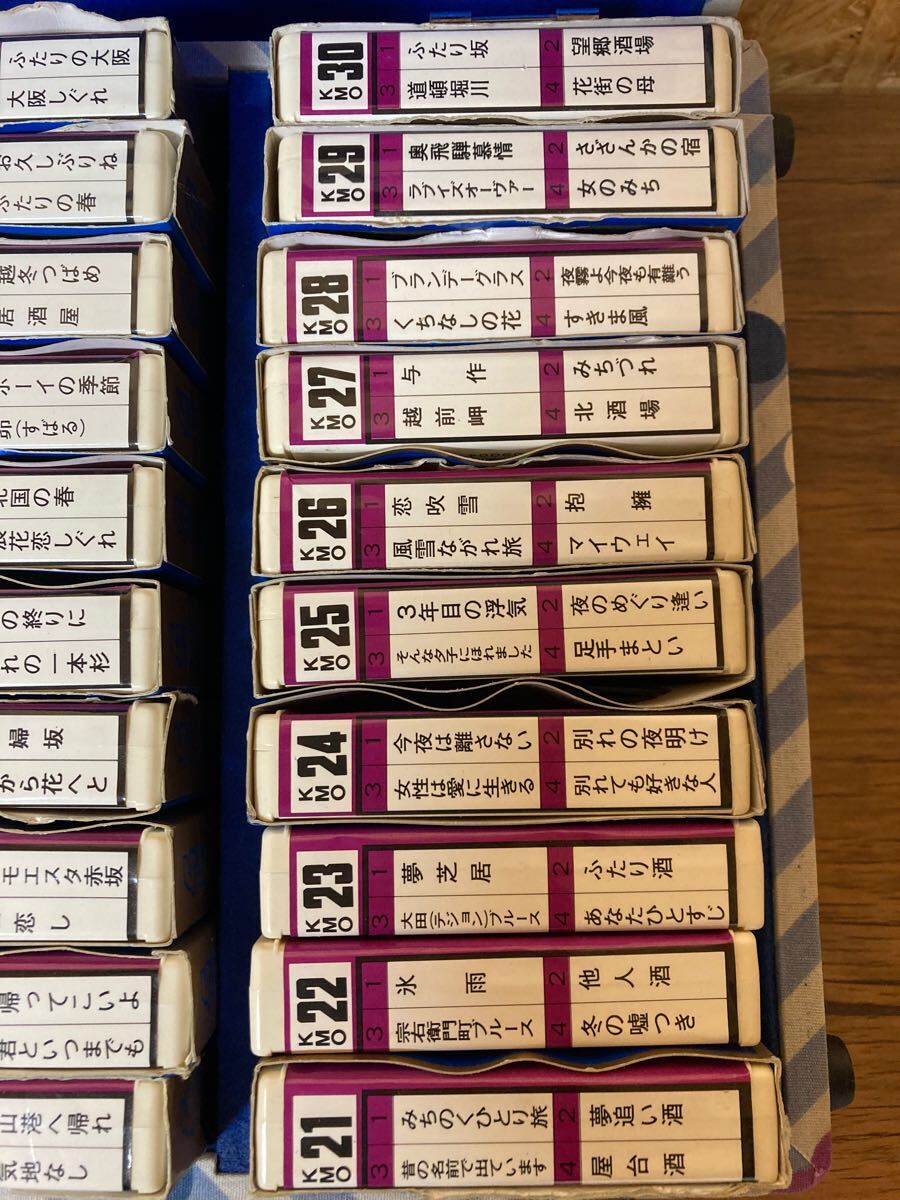 ふたりの大阪
大阪しぐれ
お久しぶりね
ふたりの春
越冬つばめ
居酒屋
ボーイの季節
昴(すばる)
北国の春
浪花恋しぐれ
の終りに
れの一本杉
婦坂
から花へと
モエスタ赤坂
恋し
帰ってこいよ
君といつまでも
山港へ帰れ
気地なし
KMO 30
1 ふたり坂
2 望郷酒場
3 道頓堀川
4 花街の母
KMO 29
1 奥飛騨慕情
2 さざんかの宿
3 ラブイズオーヴァー
4 女のみち
KMO 28
1 ブランデーグラス
2 夜霧よ今夜も有難う
3 くちなしの花
4 すきま風
KMO 27
1 与作
2 みちづれ
3 越前岬
4 北酒場
KMO 26
1 恋吹雪
2 抱擁
3 風雪ながれ旅
4 マイウェイ
KMO 25
1 3年目の浮気
2 夜のめぐり逢い
3 そんな夕子にほれました
4 足手まとい
KMO 24
1 今夜は離さない
2 別れの夜明け
3 女性は愛に生きる
4 別れても好きな人
KMO 23
1 夢芝居
2 ふたり酒
3 大田(テジョン)ブルース
4 あなたひとすじ
KMO 22
1 氷雨
2 他人酒
3 宗右衛門町ブルース
4 冬の嘘つき
KMO 21
1 みちのくひとり旅
2 夢追い酒
3 昔の名前で出ています
4 屋台酒